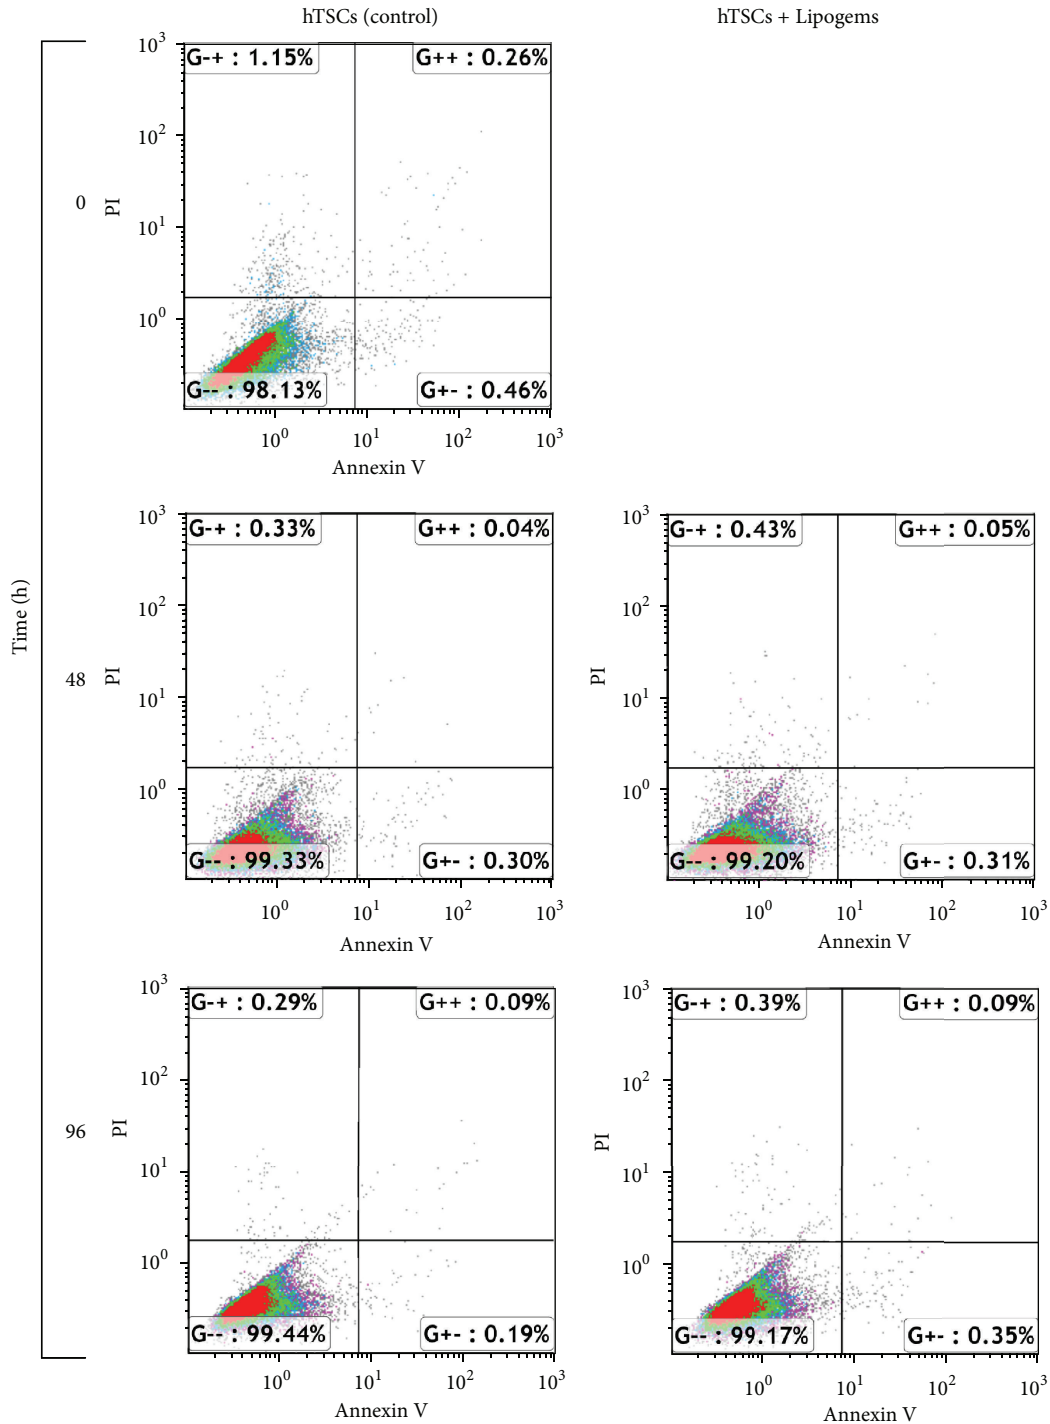 hTSCs (control)
hTSCs + Lipogems
Time (h)
0
PI
10^3
10^2
10^1
10^0
G-+ : 1.15%
G++ : 0.26%
G-- : 98.13%
G+- : 0.46%
10^0 10^1 10^2 10^3
Annexin V
48
PI
10^3
10^2
10^1
10^0
G-+ : 0.33%
G++ : 0.04%
G-- : 99.33%
G+- : 0.30%
10^0 10^1 10^2 10^3
Annexin V
PI
10^3
10^2
10^1
10^0
G-+ : 0.43%
G++ : 0.05%
G-- : 99.20%
G+- : 0.31%
10^0 10^1 10^2 10^3
Annexin V
96
PI
10^3
10^2
10^1
10^0
G-+ : 0.29%
G++ : 0.09%
G-- : 99.44%
G+- : 0.19%
10^0 10^1 10^2 10^3
Annexin V
PI
10^3
10^2
10^1
10^0
G-+ : 0.39%
G++ : 0.09%
G-- : 99.17%
G+- : 0.35%
10^0 10^1 10^2 10^3
Annexin V